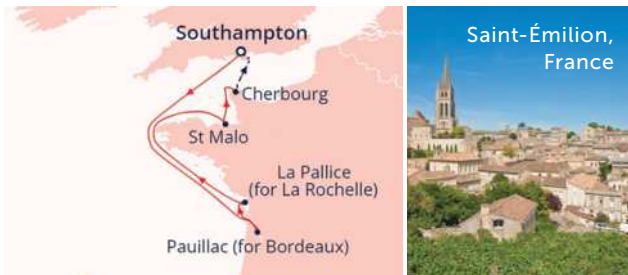 Southampton
Cherbourg
St Malo
La Pallice
(for La Rochelle)
Pauillac (for Bordeaux)
Saint-Émilion,
France